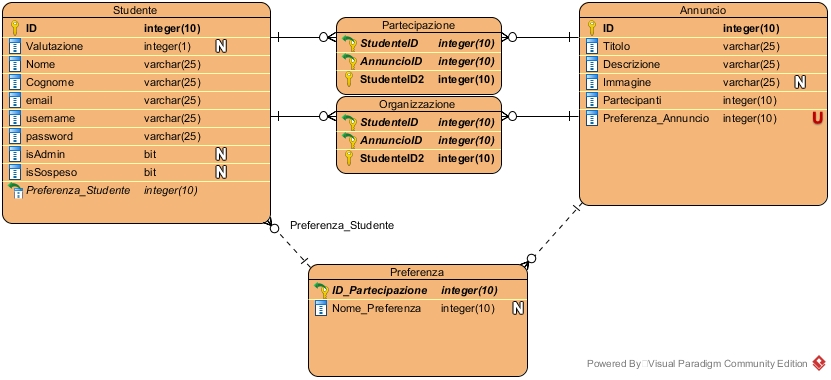 Studente
ID integer(10)
Valutazione integer(1) N
Nome varchar(25)
Cognome varchar(25)
email varchar(25)
username varchar(25)
password varchar(25)
isAdmin bit N
isSospeso bit N
Preferenza_Studente integer(10)
Partecipazione
StudenteID integer(10)
AnnuncioID integer(10)
StudenteID2 integer(10)
Organizzazione
StudenteID integer(10)
AnnuncioID integer(10)
StudenteID2 integer(10)
Annuncio
ID integer(10)
Titolo varchar(25)
Descrizione varchar(25)
Immagine varchar(25) N
Partecipanti integer(10)
Preferenza_Annuncio integer(10) U
Preferenza_Studente
Preferenza
ID_Partecipazione integer(10)
Nome_Preferenza integer(10) N
Powered By Visual Paradigm Community Edition